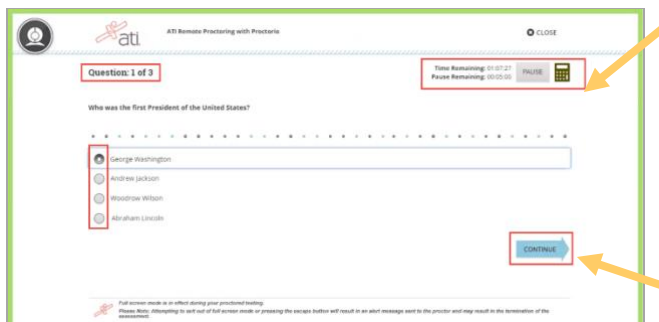 ati
ATI Remote Proctoring with Proctorio
CLOSE
Question: 1 of 3
Time Remaining: 01:07:27
Pause Remaining: 00:05:00
PAUSE
Who was the first President of the United States?
George Washington
Andrew Jackson
Woodrow Wilson
Abraham Lincoln
CONTINUE
Full screen mode is in effect during your proctored testing.
Please Note: Attempting to exit out of full-screen mode or pressing the escape button will result in an alert message sent to the proctor and may result in the termination of the
assessment.